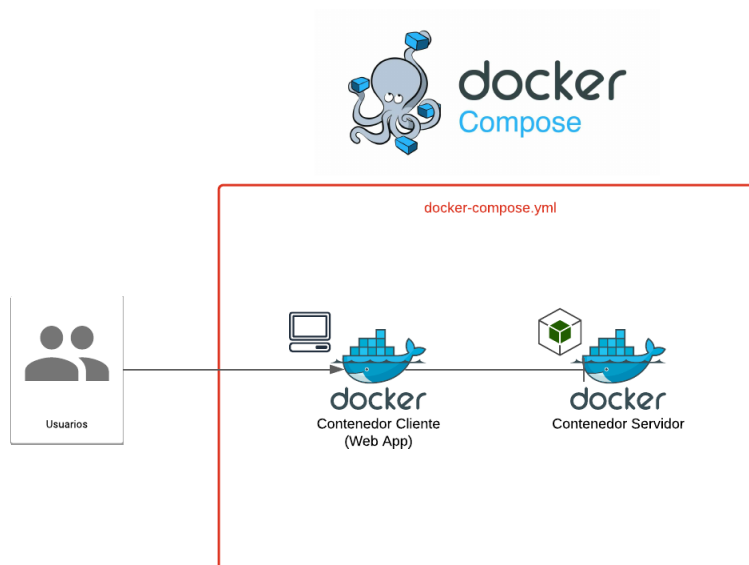 docker
Compose
docker-compose.yml
Usuarios
docker
Contenedor Cliente
(Web App)
docker
Contenedor Servidor